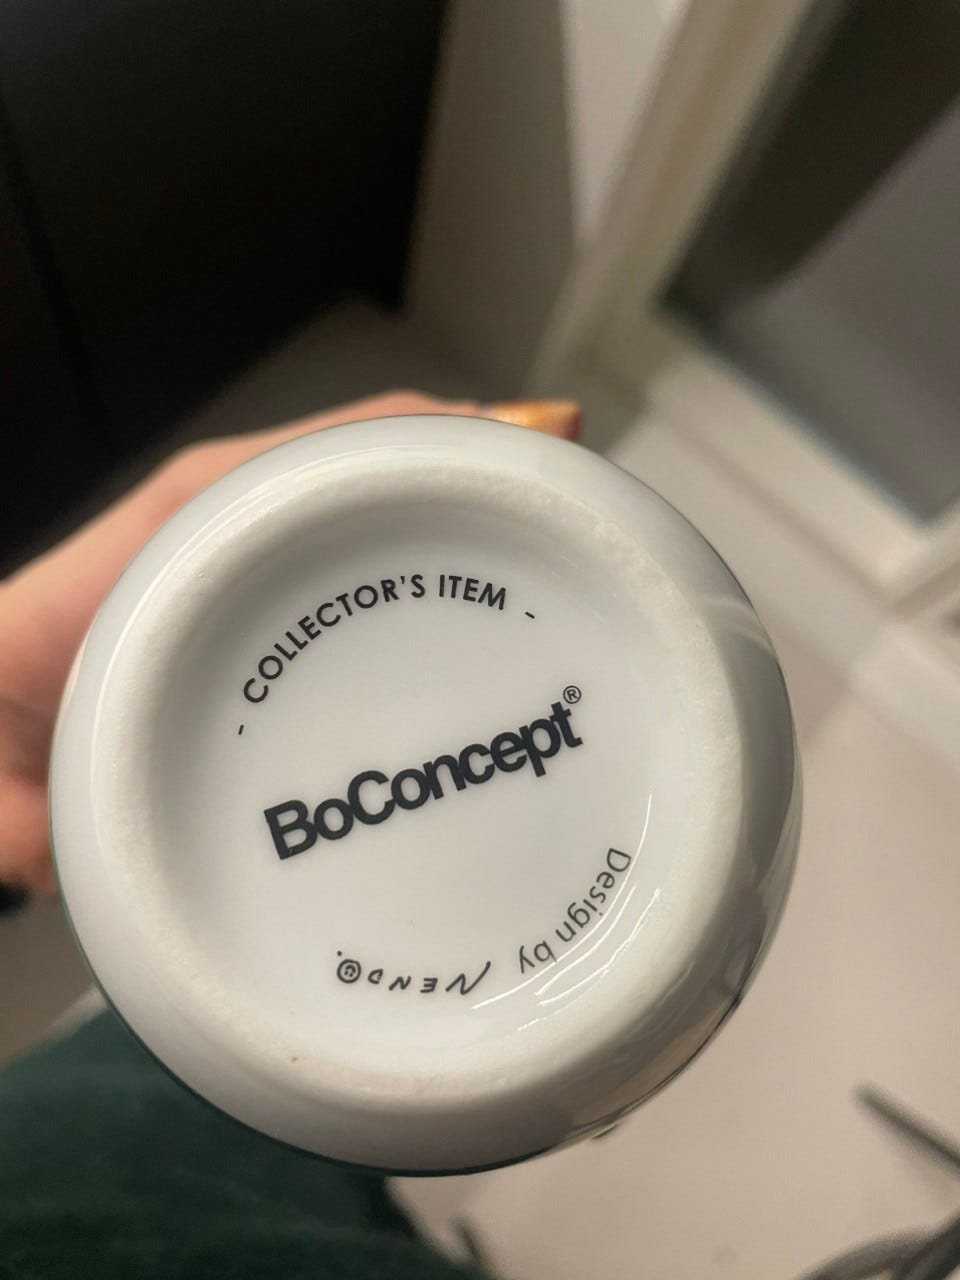 - COLLECTOR'S ITEM -
BoConcept®
Design by NENDO.